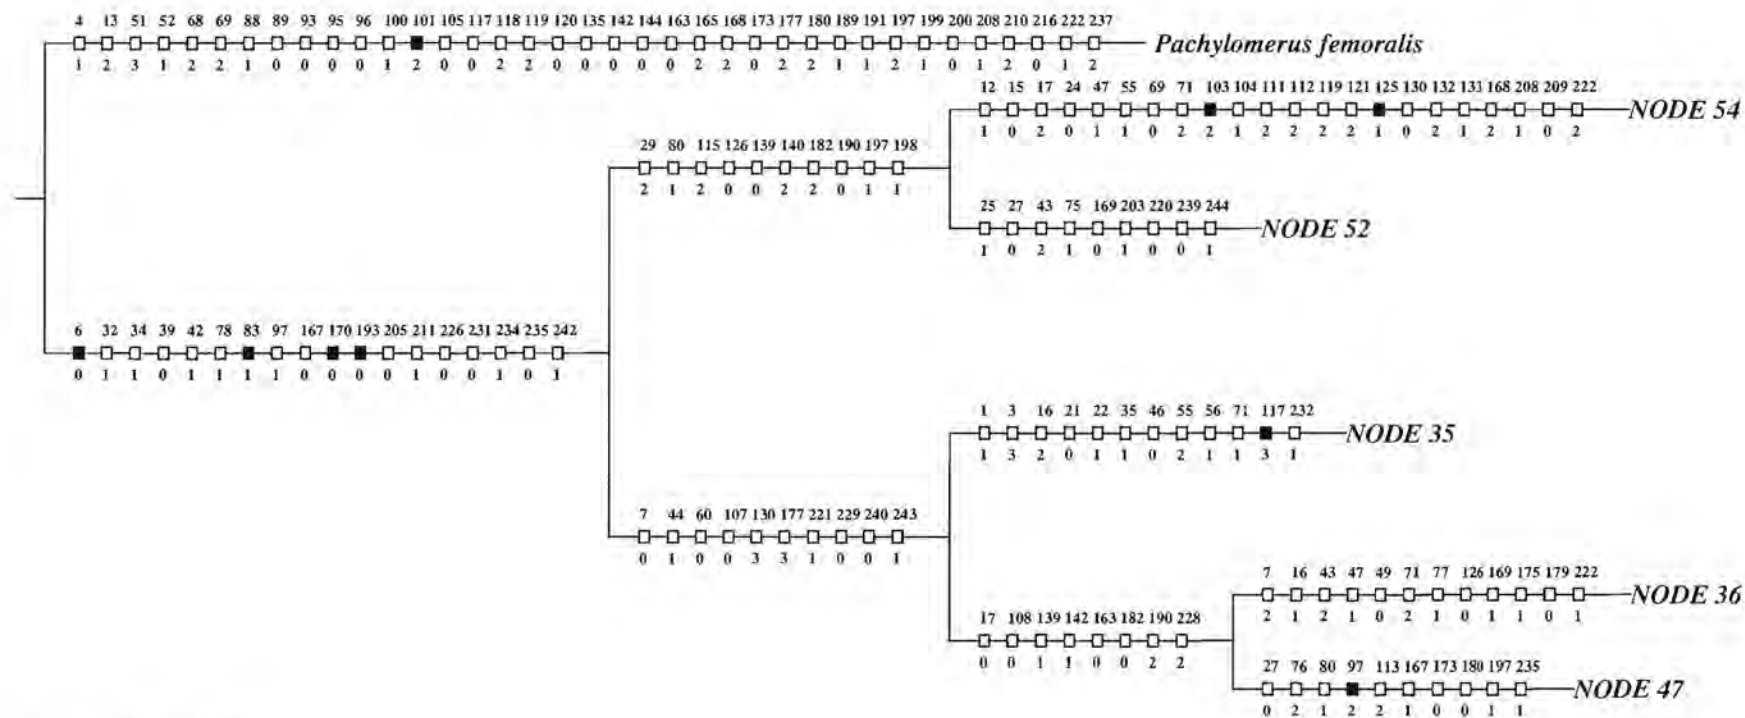 4 13 51 52 68 69 88 89 93 95 96 100 101 105 117 118 119 120 135 142 144 163 165 168 173 177 180 189 191 197 199 200 208 210 216 222 237
Pachylomerus femoralis
1 2 3 1 2 2 1 0 0 0 0 1 2 0 0 2 2 0 0 0 0 0 2 2 0 2 2 1 1 2 1 0 1 2 0 1 2
12 15 17 24 47 55 69 71 103 104 111 112 119 121 125 130 132 131 168 208 209 222
NODE 54
1 0 2 0 1 1 0 2 2 1 2 2 2 2 1 0 2 1 2 1 0 2
29 80 115 126 139 140 182 190 197 198
2 1 2 0 0 2 2 0 1 1
25 27 43 75 169 203 220 239 244
NODE 52
1 0 2 1 0 1 0 0 1
6 32 34 39 42 78 83 97 167 170 193 205 211 226 231 234 235 242
0 1 1 0 1 1 1 1 0 0 0 0 1 0 0 1 0 1
1 3 16 21 22 35 46 55 56 71 117 232
NODE 35
1 3 2 0 1 1 0 2 1 1 3 1
7 44 60 107 130 177 221 229 240 243
0 1 0 0 3 3 1 0 0 1
7 16 43 47 49 71 77 126 169 175 179 222
NODE 36
2 1 2 1 0 2 1 0 1 1 0 1
17 108 139 142 163 182 190 228
0 0 1 1 0 0 2 2
27 76 80 97 113 167 173 180 197 235
NODE 47
0 2 1 2 2 1 0 0 1 1